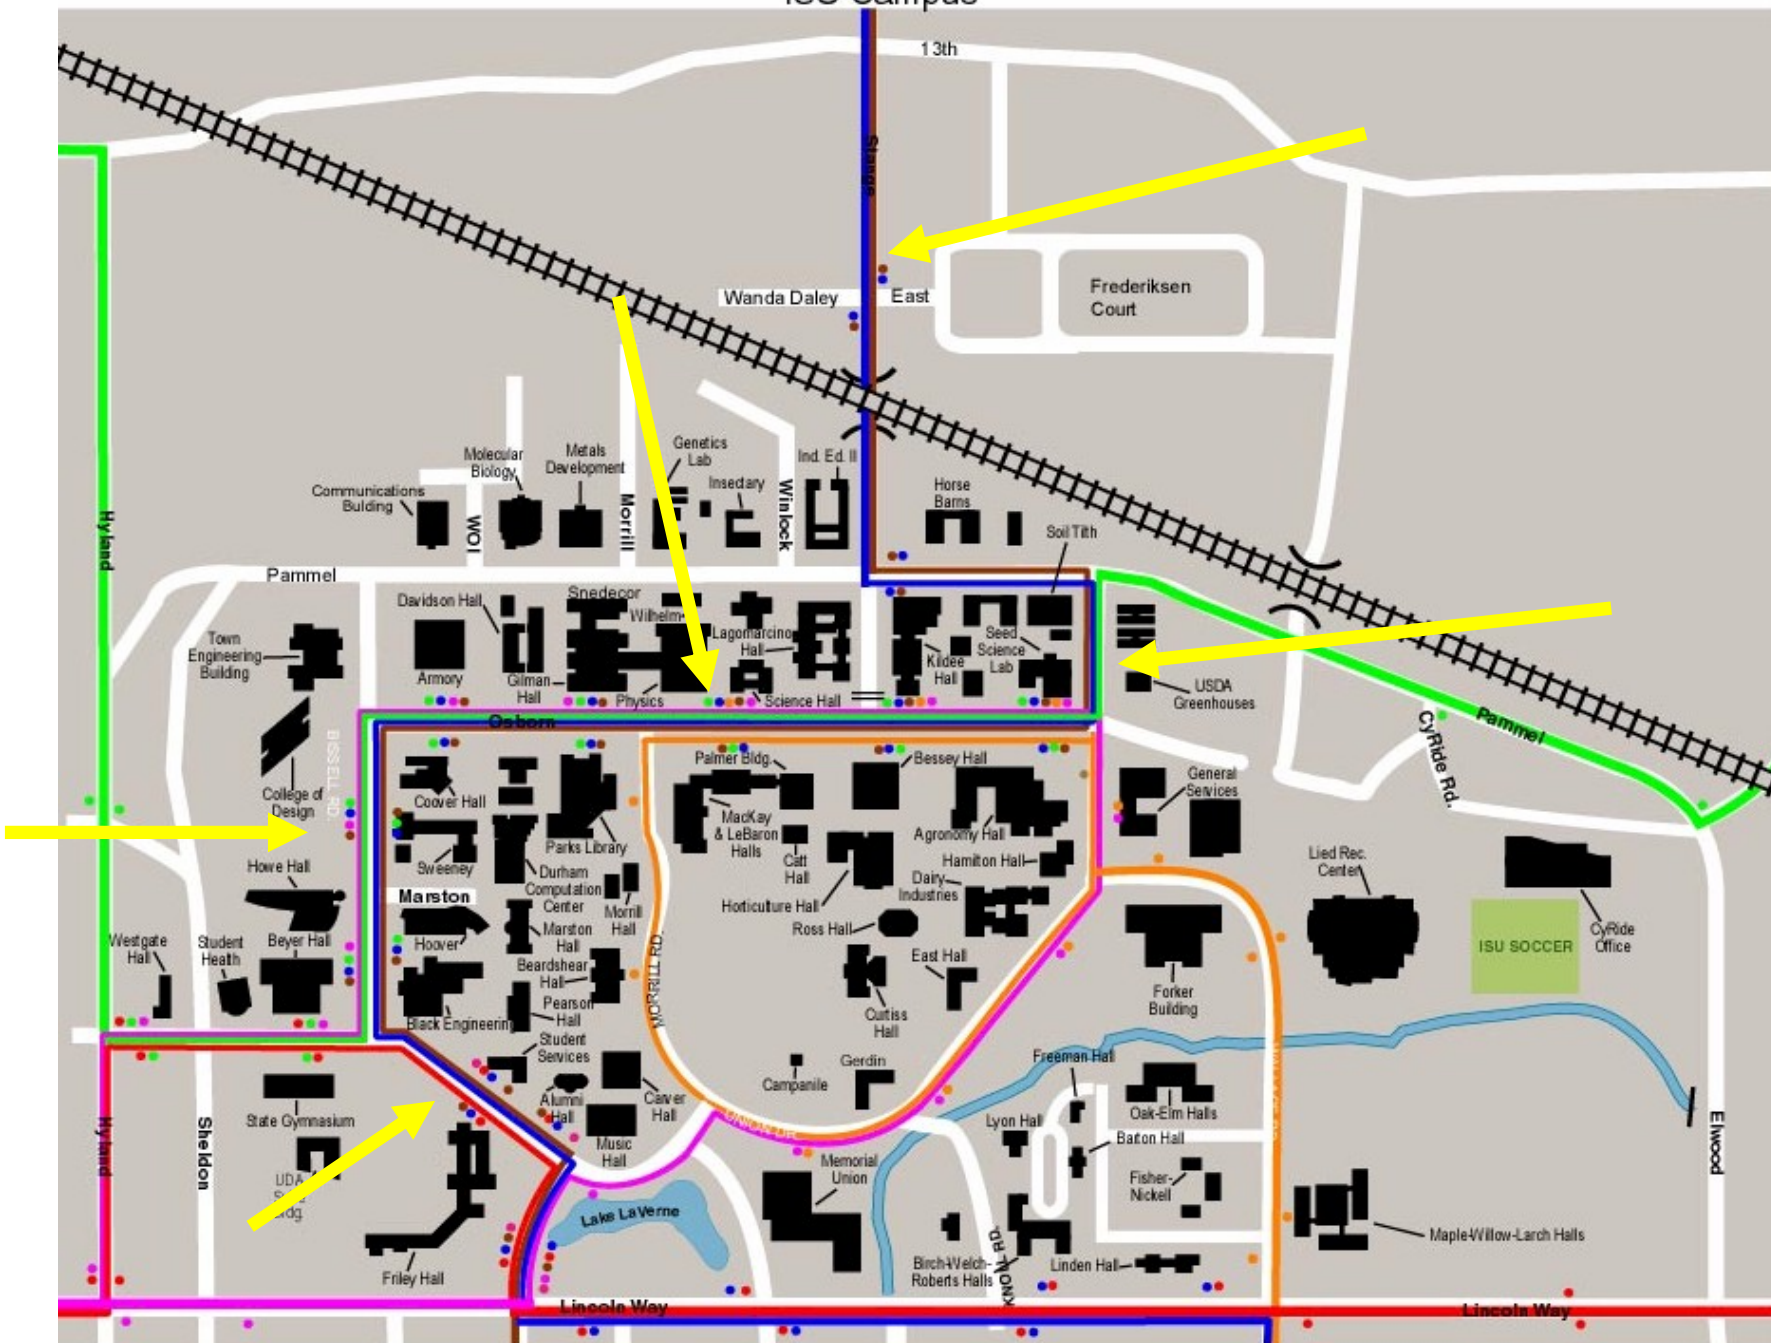 ISU Campus
13th
Stange
Wanda Daley
East
Frederiksen
Court
Hyland
Communications
Building
Molecular
Biology
Metals
Development
Genetics
Lab
Insectary
Ind. Ed. II
Horse
Barns
Soil Tilth
WOI
Morrill
Winlock
Pammel
Town
Engineering
Building
Davidson Hall
Armory
Gilman
Hall
Snedecor
Wilhelm
Physics
Lagomarcino
Hall
Science Hall
Kildee
Hall
Seed
Science
Lab
USDA
Greenhouses
Osborn
Pammel
CyRide Rd.
BISSELL RD.
College of
Design
Coover Hall
Sweeney
Parks Library
Durham
Computation
Center
Palmer Bldg.
MacKay
& LeBaron
Halls
Catt
Hall
Bessey Hall
Agronomy Hall
Hamilton Hall
Dairy
Industries
General
Services
Howe Hall
Marston
Morrill
Hall
Marston
Hall
Horticulture Hall
Ross Hall
Lied Rec.
Center
Westgate
Hall
Student
Health
Beyer Hall
Hoover
Beardshear
Hall
MORRILL RD.
East Hall
ISU SOCCER
CyRide
Office
Black Engineering
Pearson
Hall
Curtiss
Hall
Forker
Building
Student
Services
Campanile
Gerdin
Freeman Hall
State Gymnasium
Alumni
Hall
Carver
Hall
UNION DR.
Lyon Hall
Oak-Elm Halls
Barton Hall
Hyland
Sheldon
Elwood
UDA
Bldg.
Music
Hall
Memorial
Union
Fisher-
Nickell
Lake LaVerne
Friley Hall
Birch-Welch-
Roberts Halls
KNOLL RD.
Linden Hall
Maple-Willow-Larch Halls
Lincoln Way
Lincoln Way